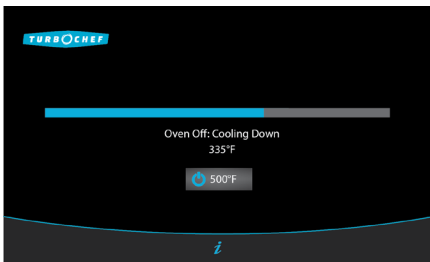 TURBOCHEF
Oven Off: Cooling Down
335°F
500°F
i